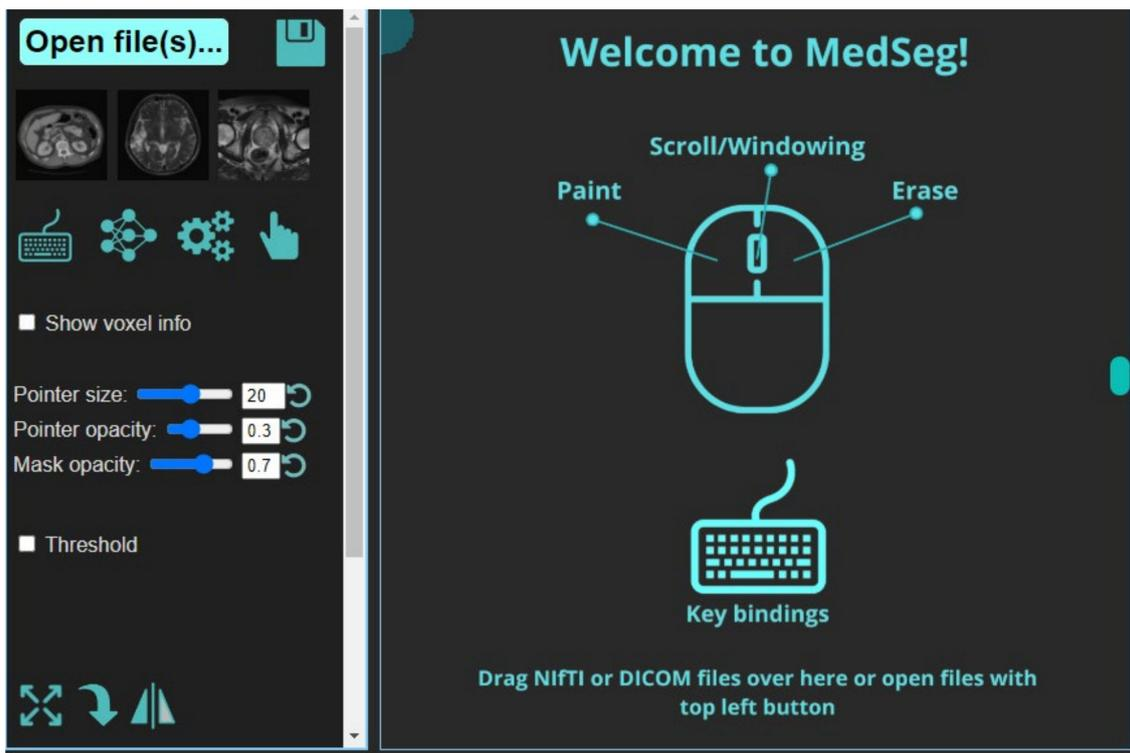 Open file(s)...
Show voxel info
Pointer size: 20
Pointer opacity: 0.3
Mask opacity: 0.7
Threshold
Welcome to MedSeg!
Scroll/Windowing
Paint
Erase
Key bindings
Drag NIfTI or DICOM files over here or open files with
top left button